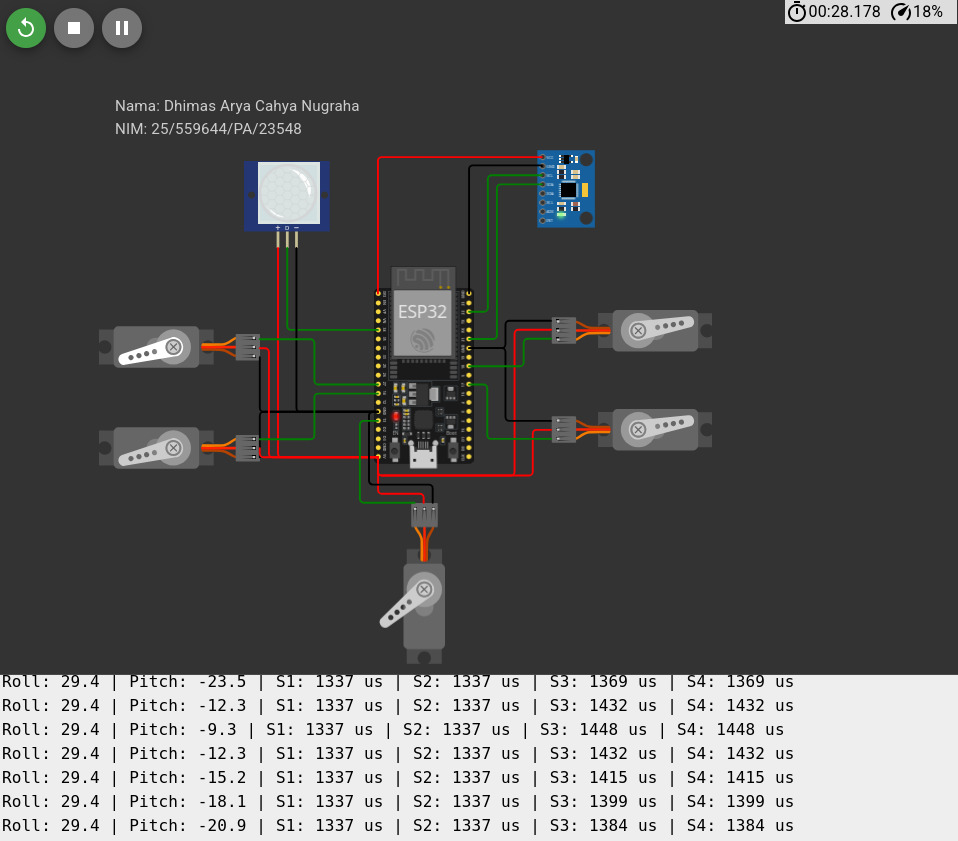 00:28.178 18%
Nama: Dhimas Arya Cahya Nugraha
NIM: 25/559644/PA/23548
+ D −
ESP32
Roll: 29.4 | Pitch: -23.5 | S1: 1337 us | S2: 1337 us | S3: 1369 us | S4: 1369 us
Roll: 29.4 | Pitch: -12.3 | S1: 1337 us | S2: 1337 us | S3: 1432 us | S4: 1432 us
Roll: 29.4 | Pitch: -9.3 | S1: 1337 us | S2: 1337 us | S3: 1448 us | S4: 1448 us
Roll: 29.4 | Pitch: -12.3 | S1: 1337 us | S2: 1337 us | S3: 1432 us | S4: 1432 us
Roll: 29.4 | Pitch: -15.2 | S1: 1337 us | S2: 1337 us | S3: 1415 us | S4: 1415 us
Roll: 29.4 | Pitch: -18.1 | S1: 1337 us | S2: 1337 us | S3: 1399 us | S4: 1399 us
Roll: 29.4 | Pitch: -20.9 | S1: 1337 us | S2: 1337 us | S3: 1384 us | S4: 1384 us